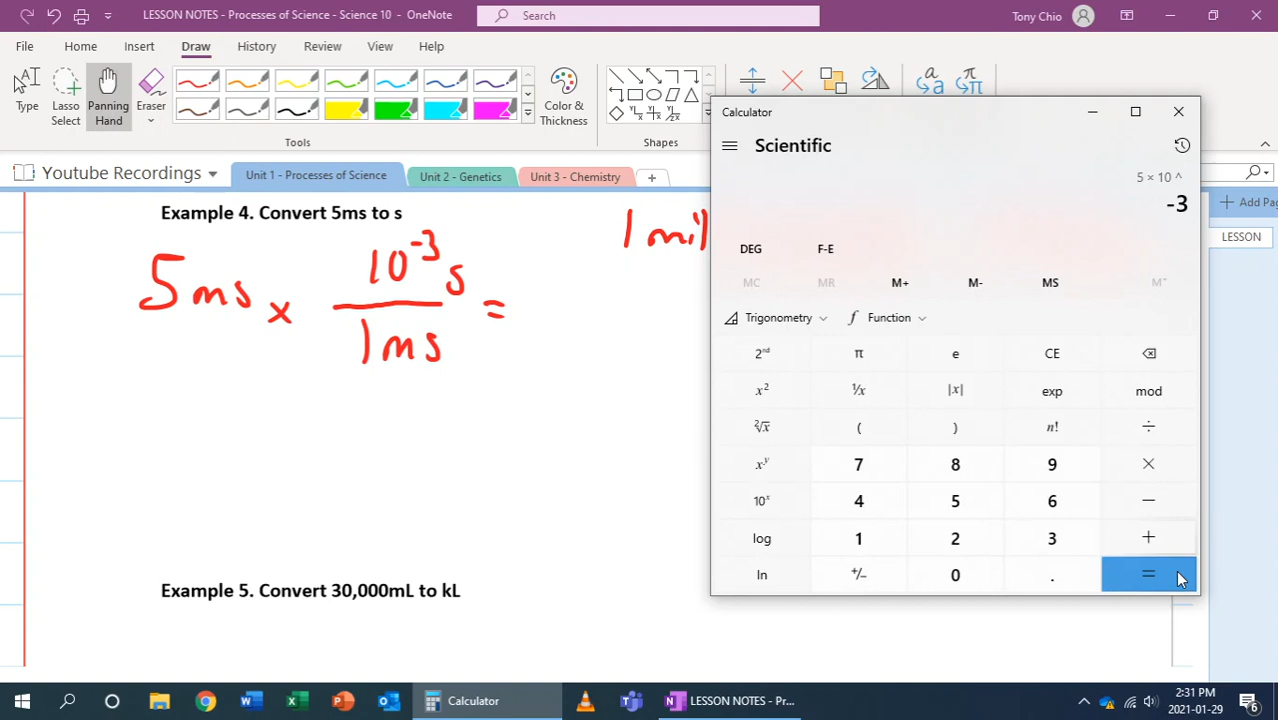 LESSON NOTES - Processes of Science - Science 10 - OneNote
Search
Tony Chio
File Home Insert Draw History Review View Help
Type
Lasso Select
Panning Hand
Eraser
Color & Thickness
Tools
Shapes
Youtube Recordings
Unit 1 - Processes of Science
Unit 2 - Genetics
Unit 3 - Chemistry
Add Pag
LESSON
Example 4. Convert 5ms to s
5ms × 10⁻³ s / 1ms =
1 mil
Example 5. Convert 30,000mL to kL
Calculator
Scientific
5 × 10 ^
-3
DEG F-E
MC MR M+ M- MS M˅
Trigonometry Function
2ⁿᵈ π e CE
x² ¹/x |x| exp mod
²√x ( ) n! ÷
xʸ 7 8 9 ×
10ˣ 4 5 6 −
log 1 2 3 +
ln +/− 0 . =
Calculator
LESSON NOTES - Pr...
2:31 PM
2021-01-29
6